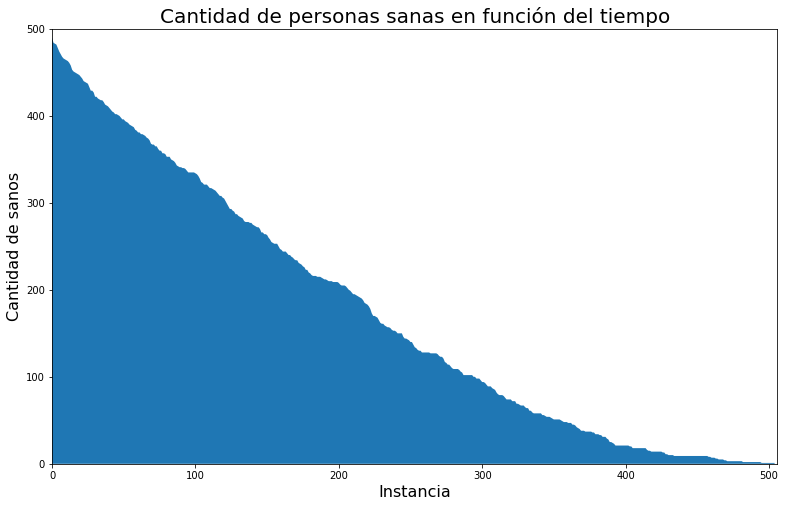 Cantidad de personas sanas en función del tiempo
500
400
300
200
100
0
Cantidad de sanos
0 100 200 300 400 500
Instancia